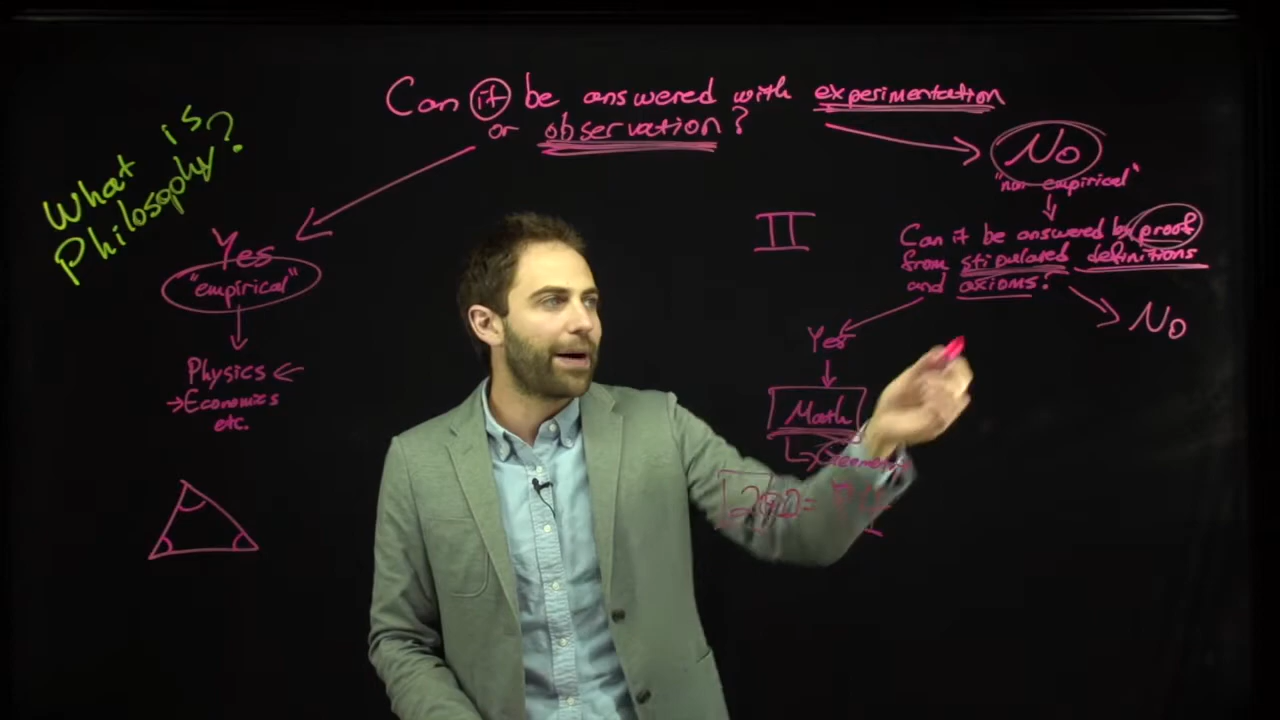 What is
Philosophy?
Can it be answered with experimentation
or observation?
Yes
"empirical"
Physics
Economics
etc.
No
"non empirical"
Can it be answered by proof
from stipulated definitions
and axioms?
II
Yes
No
Math
Geometry